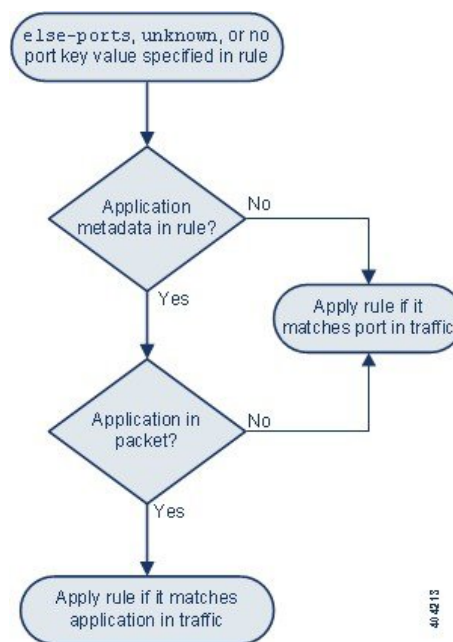 else-ports, unknown, or no
port key value specified in rule
Application
metadata in rule?
No
Yes
Apply rule if it
matches port in traffic
Application in
packet?
No
Yes
Apply rule if it matches
application in traffic
404213